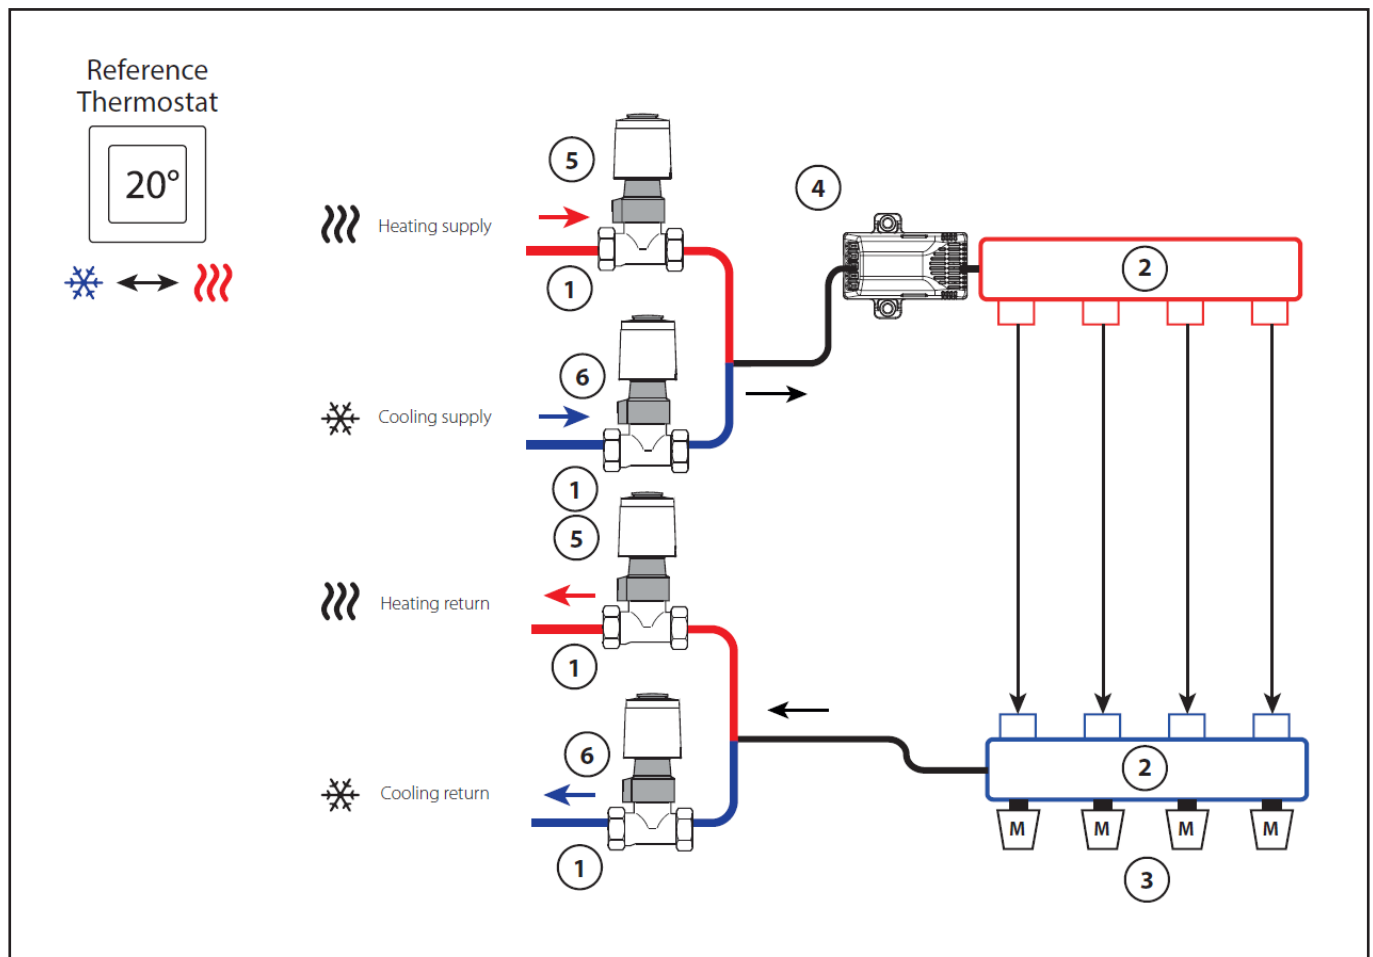 Reference
Thermostat
20°
5
4
Heating supply
2
1
6
Cooling supply
1
5
Heating return
1
6
2
Cooling return
M M M M
1
3